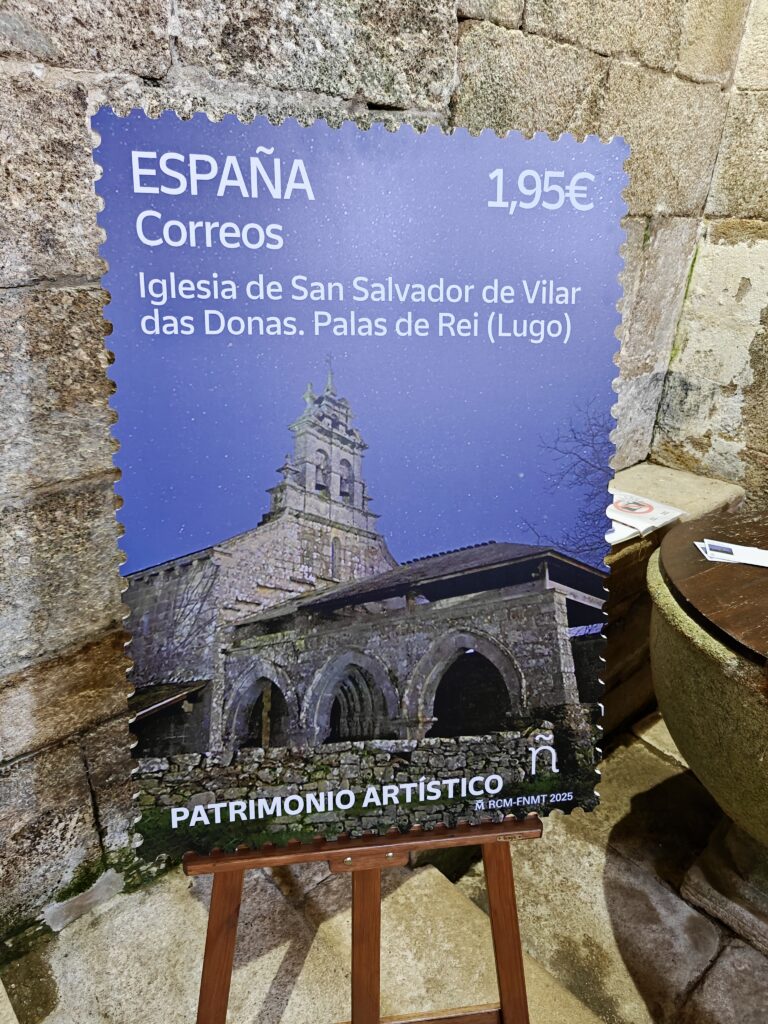 ESPAÑA
1,95€
Correos
Iglesia de San Salvador de Vilar
das Donas. Palas de Rei (Lugo)
ñ
PATRIMONIO ARTÍSTICO
RCM-FNMT 2025